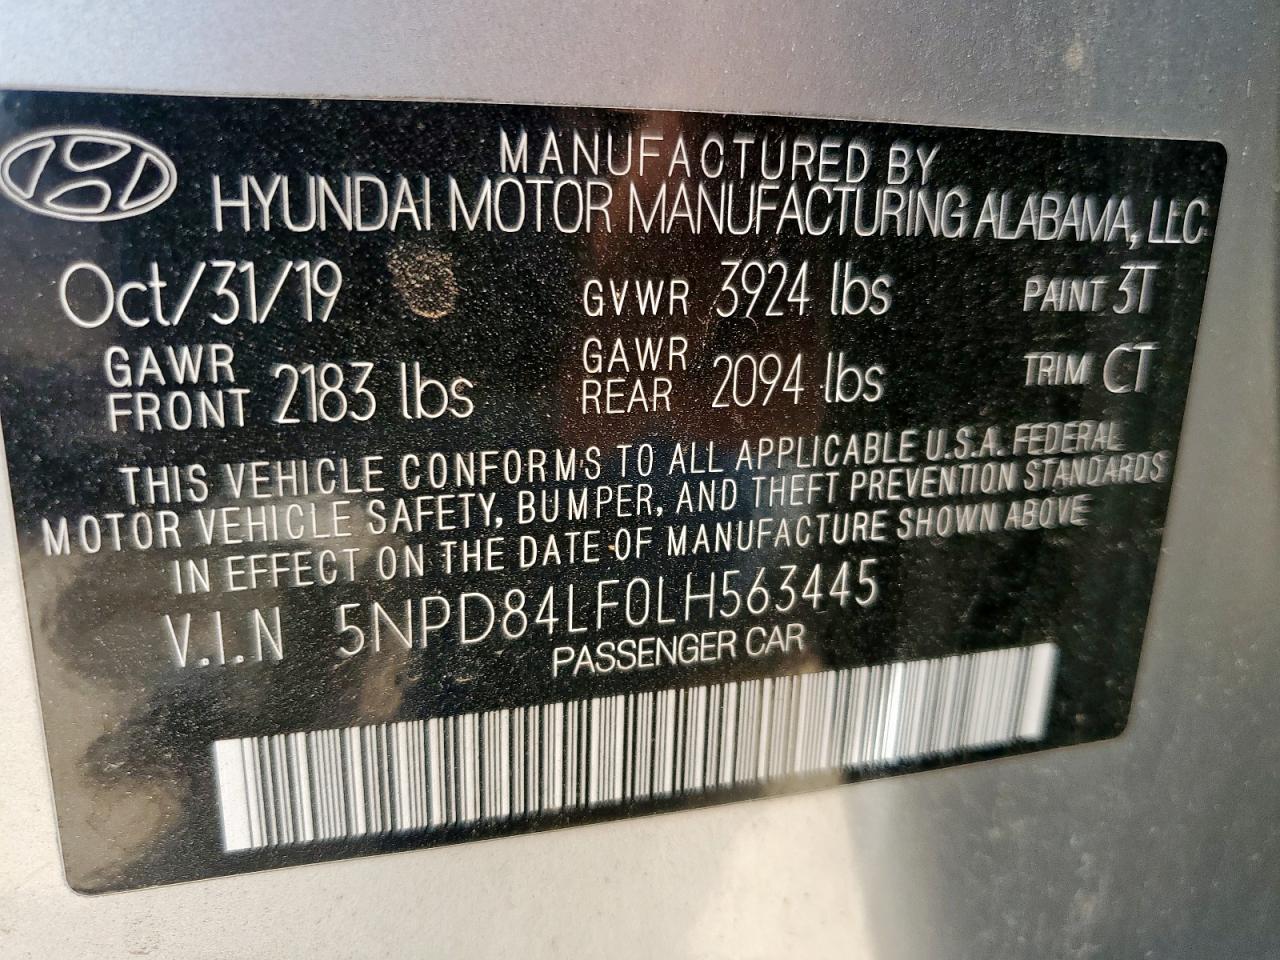 MANUFACTURED BY
HYUNDAI MOTOR MANUFACTURING ALABAMA, LLC
Oct/31/19 GVWR 3924 lbs PAINT 3T
GAWR FRONT 2183 lbs GAWR REAR 2094 lbs TRIM CT
THIS VEHICLE CONFORMS TO ALL APPLICABLE U.S.A. FEDERAL
MOTOR VEHICLE SAFETY, BUMPER, AND THEFT PREVENTION STANDARDS
IN EFFECT ON THE DATE OF MANUFACTURE SHOWN ABOVE
V.I.N 5NPD84LF0LH563445
PASSENGER CAR